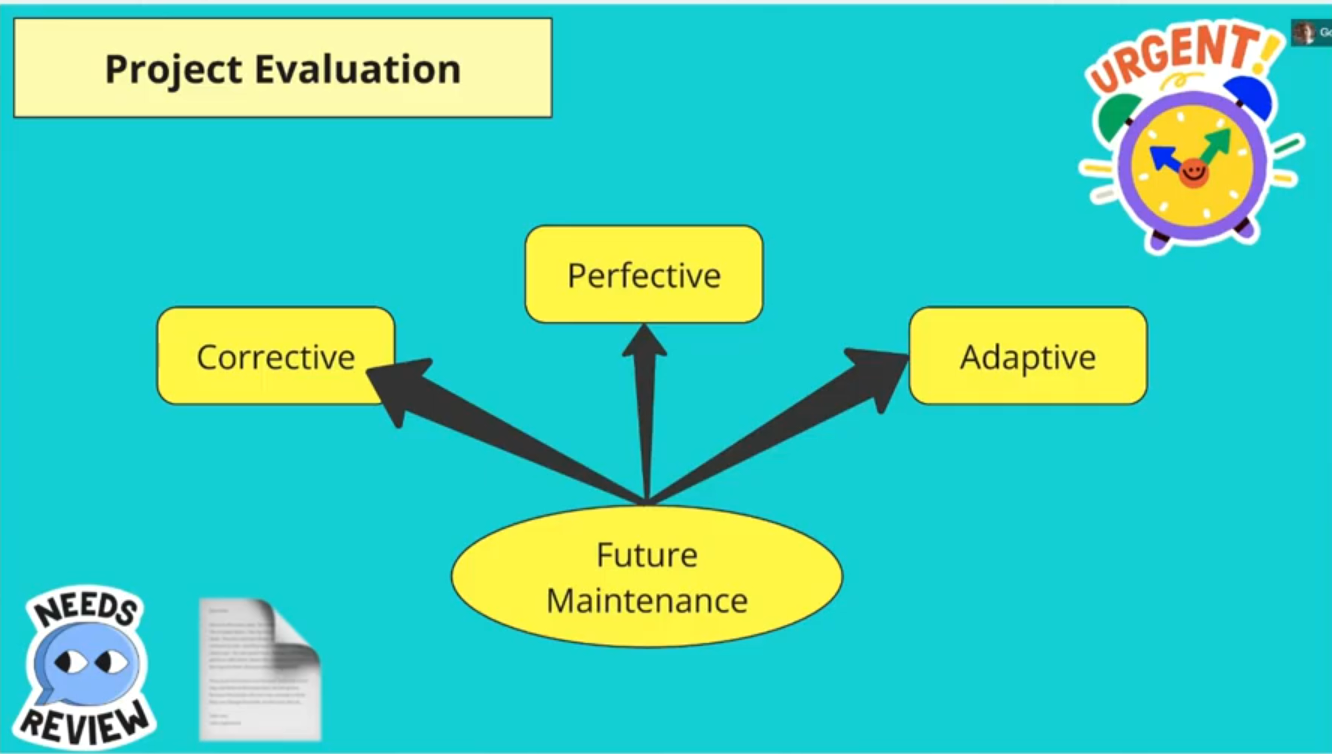 Project Evaluation
URGENT!
Perfective
Corrective
Adaptive
Future
Maintenance
NEEDS
REVIEW